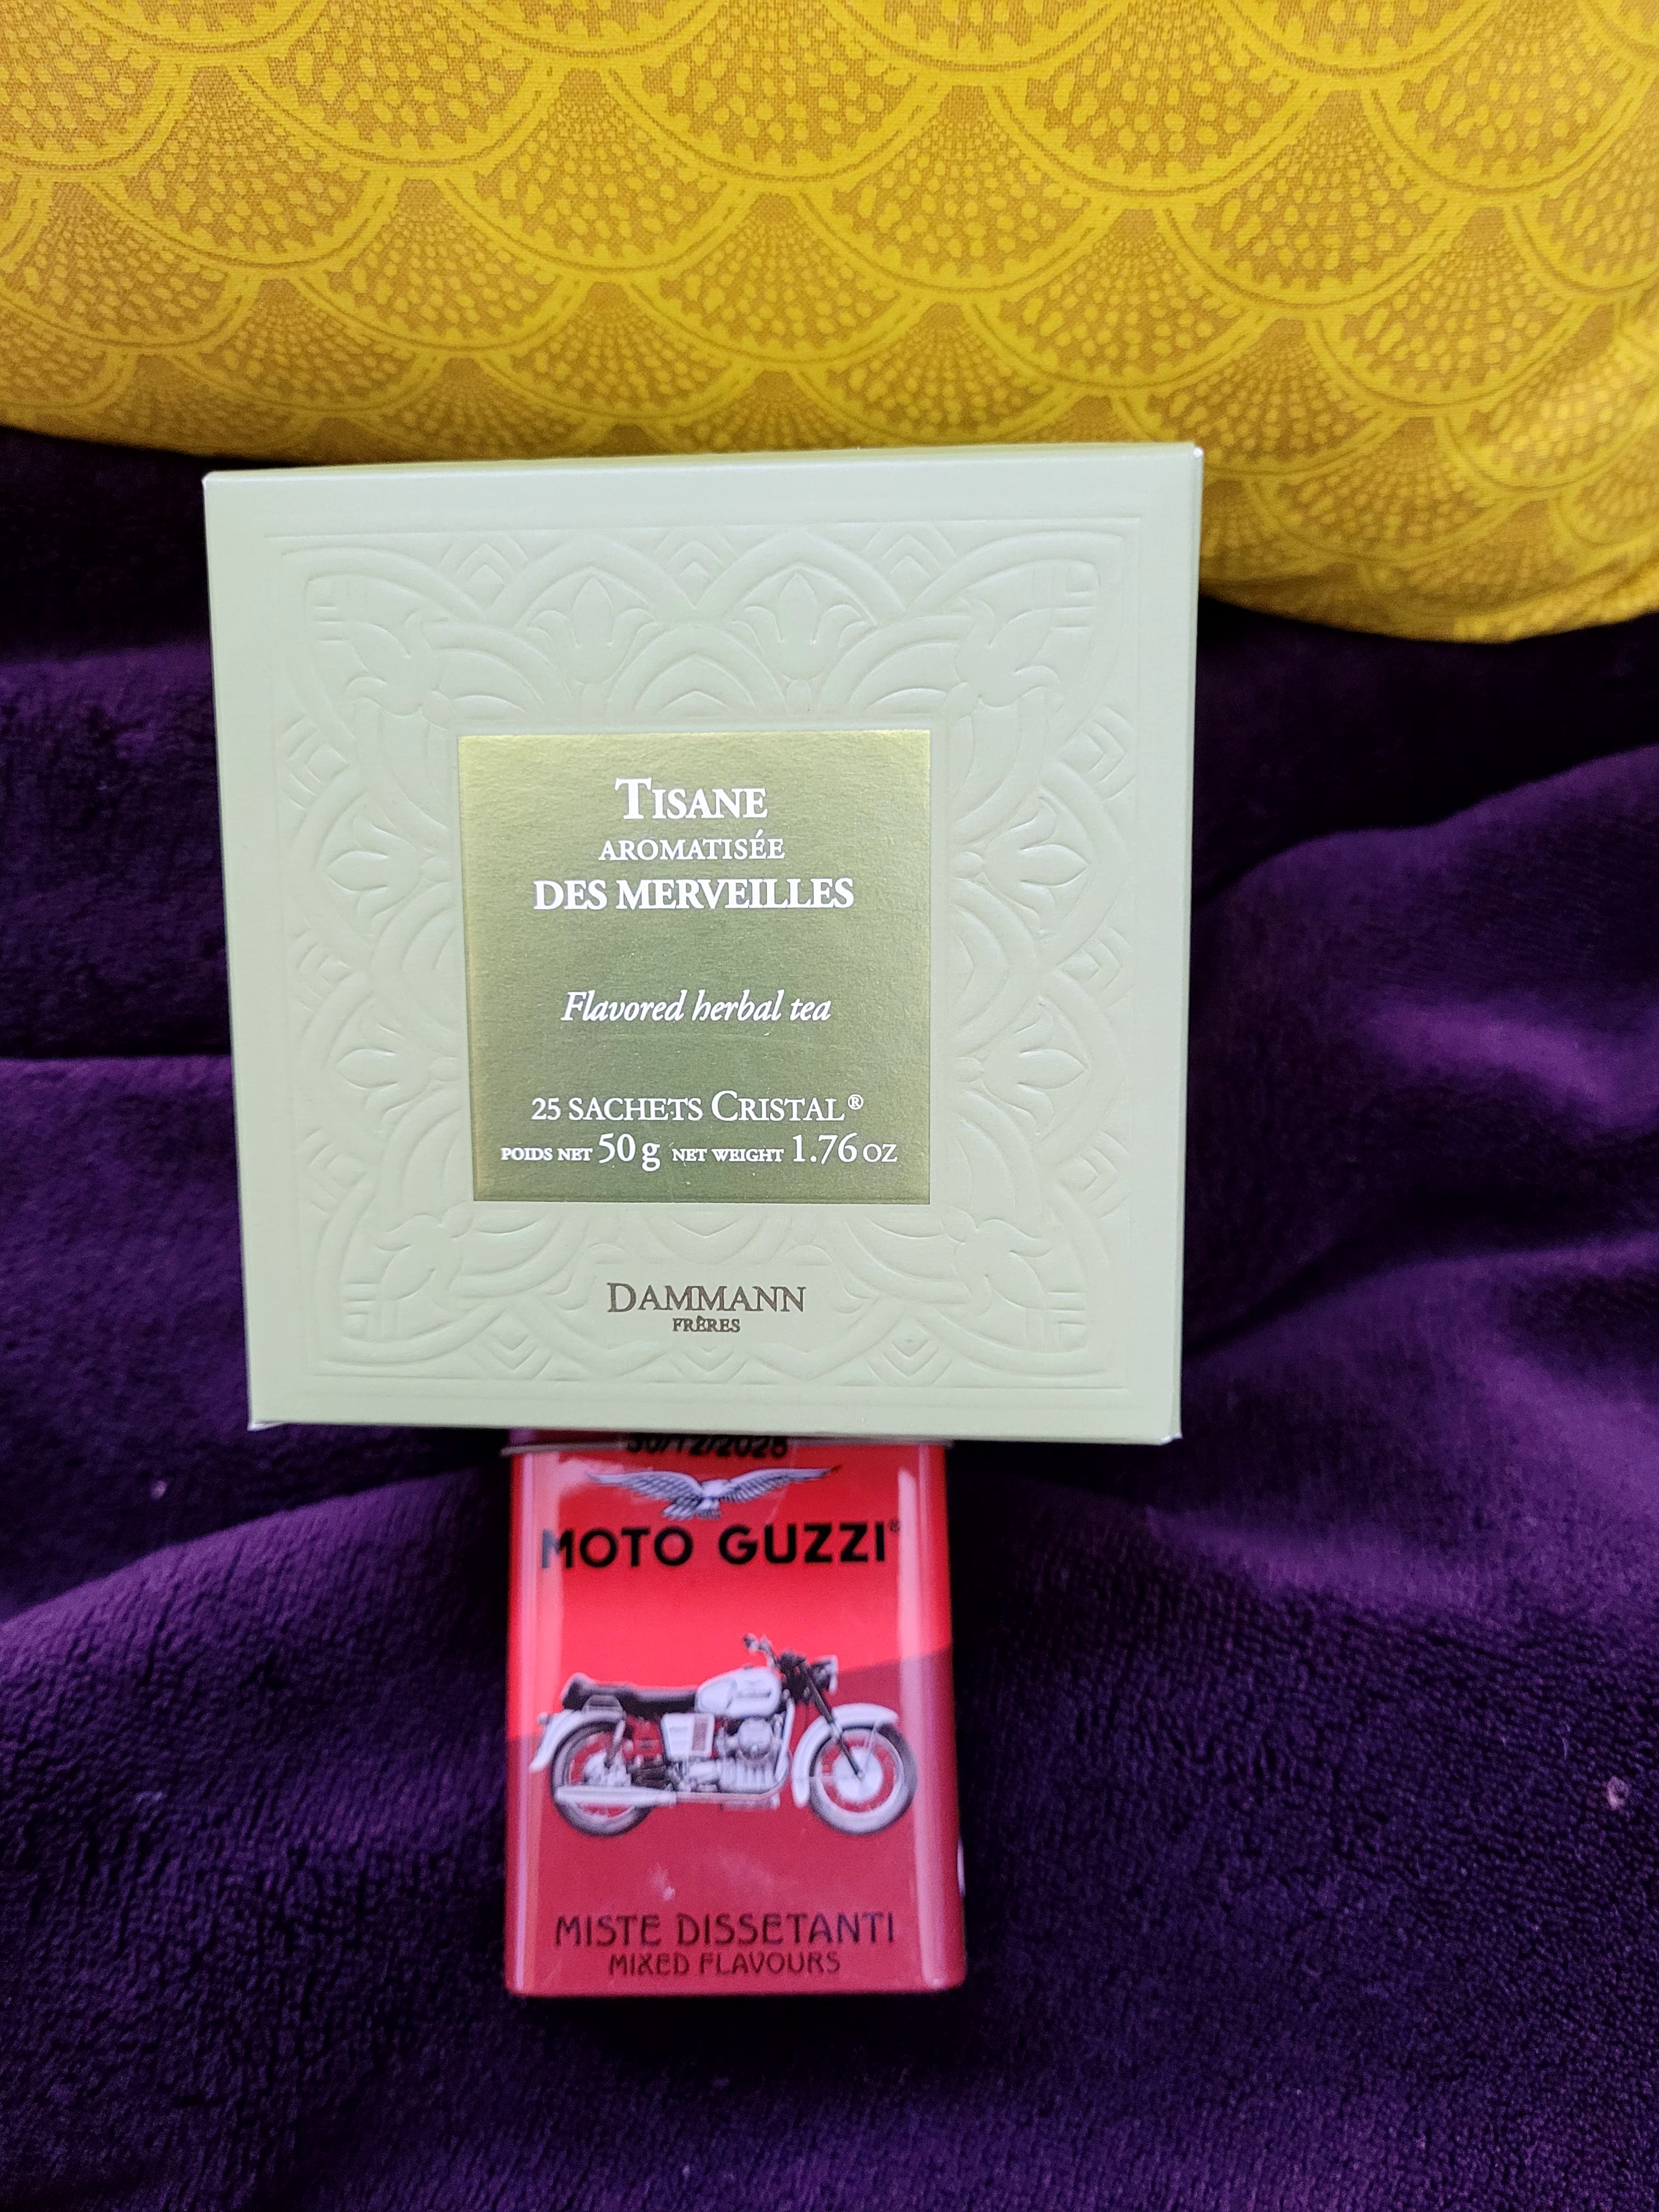 TISANE
AROMATISÉE
DES MERVEILLES
Flavored herbal tea
25 SACHETS CRISTAL®
POIDS NET 50 g NET WEIGHT 1.76 OZ
DAMMANN
FRÈRES
MOTO GUZZI®
MISTE DISSETANTI
MIXED FLAVOURS